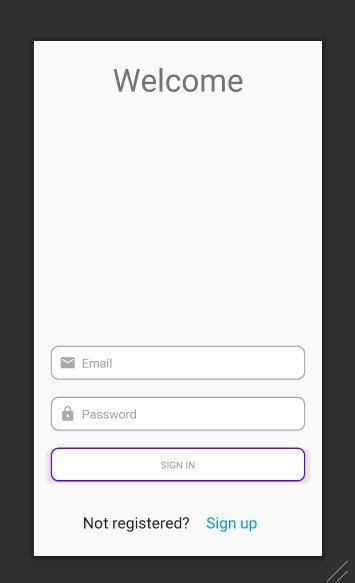 Welcome
Email
Password
SIGN IN
Not registered? Sign up